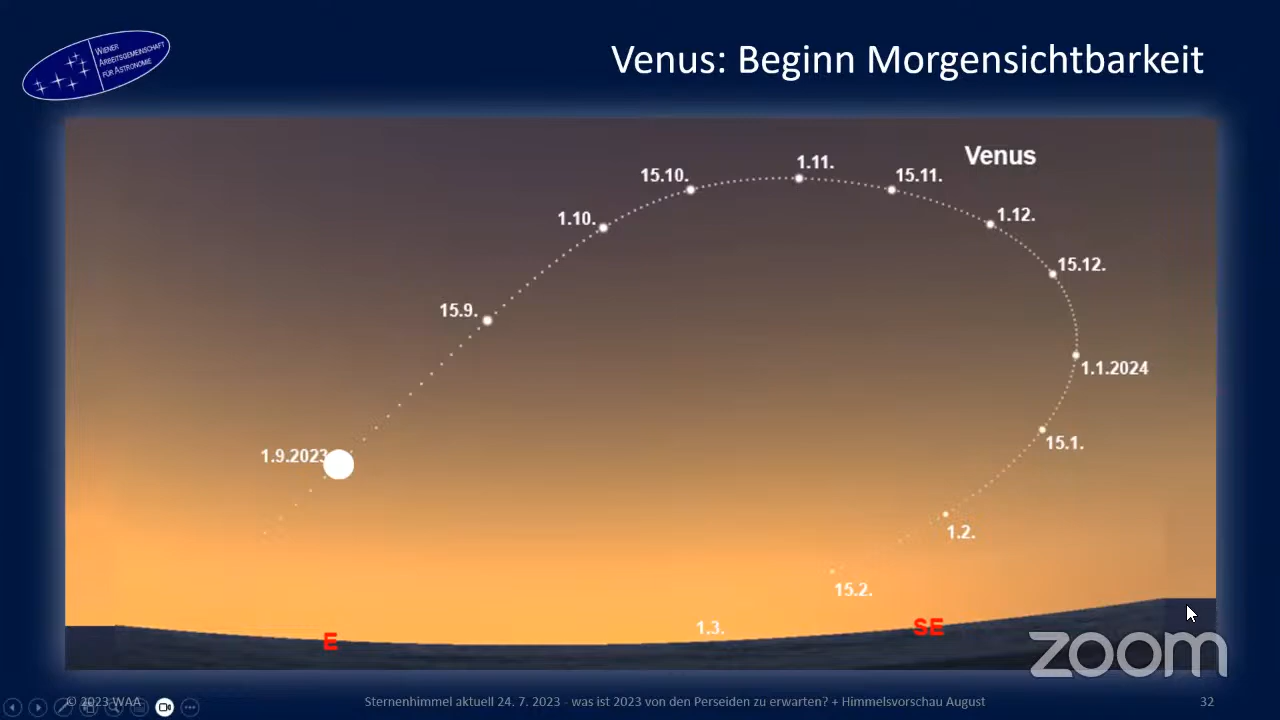 WIENER
ARBEITSGEMEINSCHAFT
FÜR ASTRONOMIE
Venus: Beginn Morgensichtbarkeit
Venus
1.11.
15.10.
15.11.
1.10.
1.12.
15.12.
15.9.
1.1.2024
15.1.
1.9.2023
1.2.
15.2.
1.3.
E
SE
zoom
© 2023 WAA
Sternenhimmel aktuell 24. 7. 2023 - was ist 2023 von den Perseiden zu erwarten? + Himmelsvorschau August
32